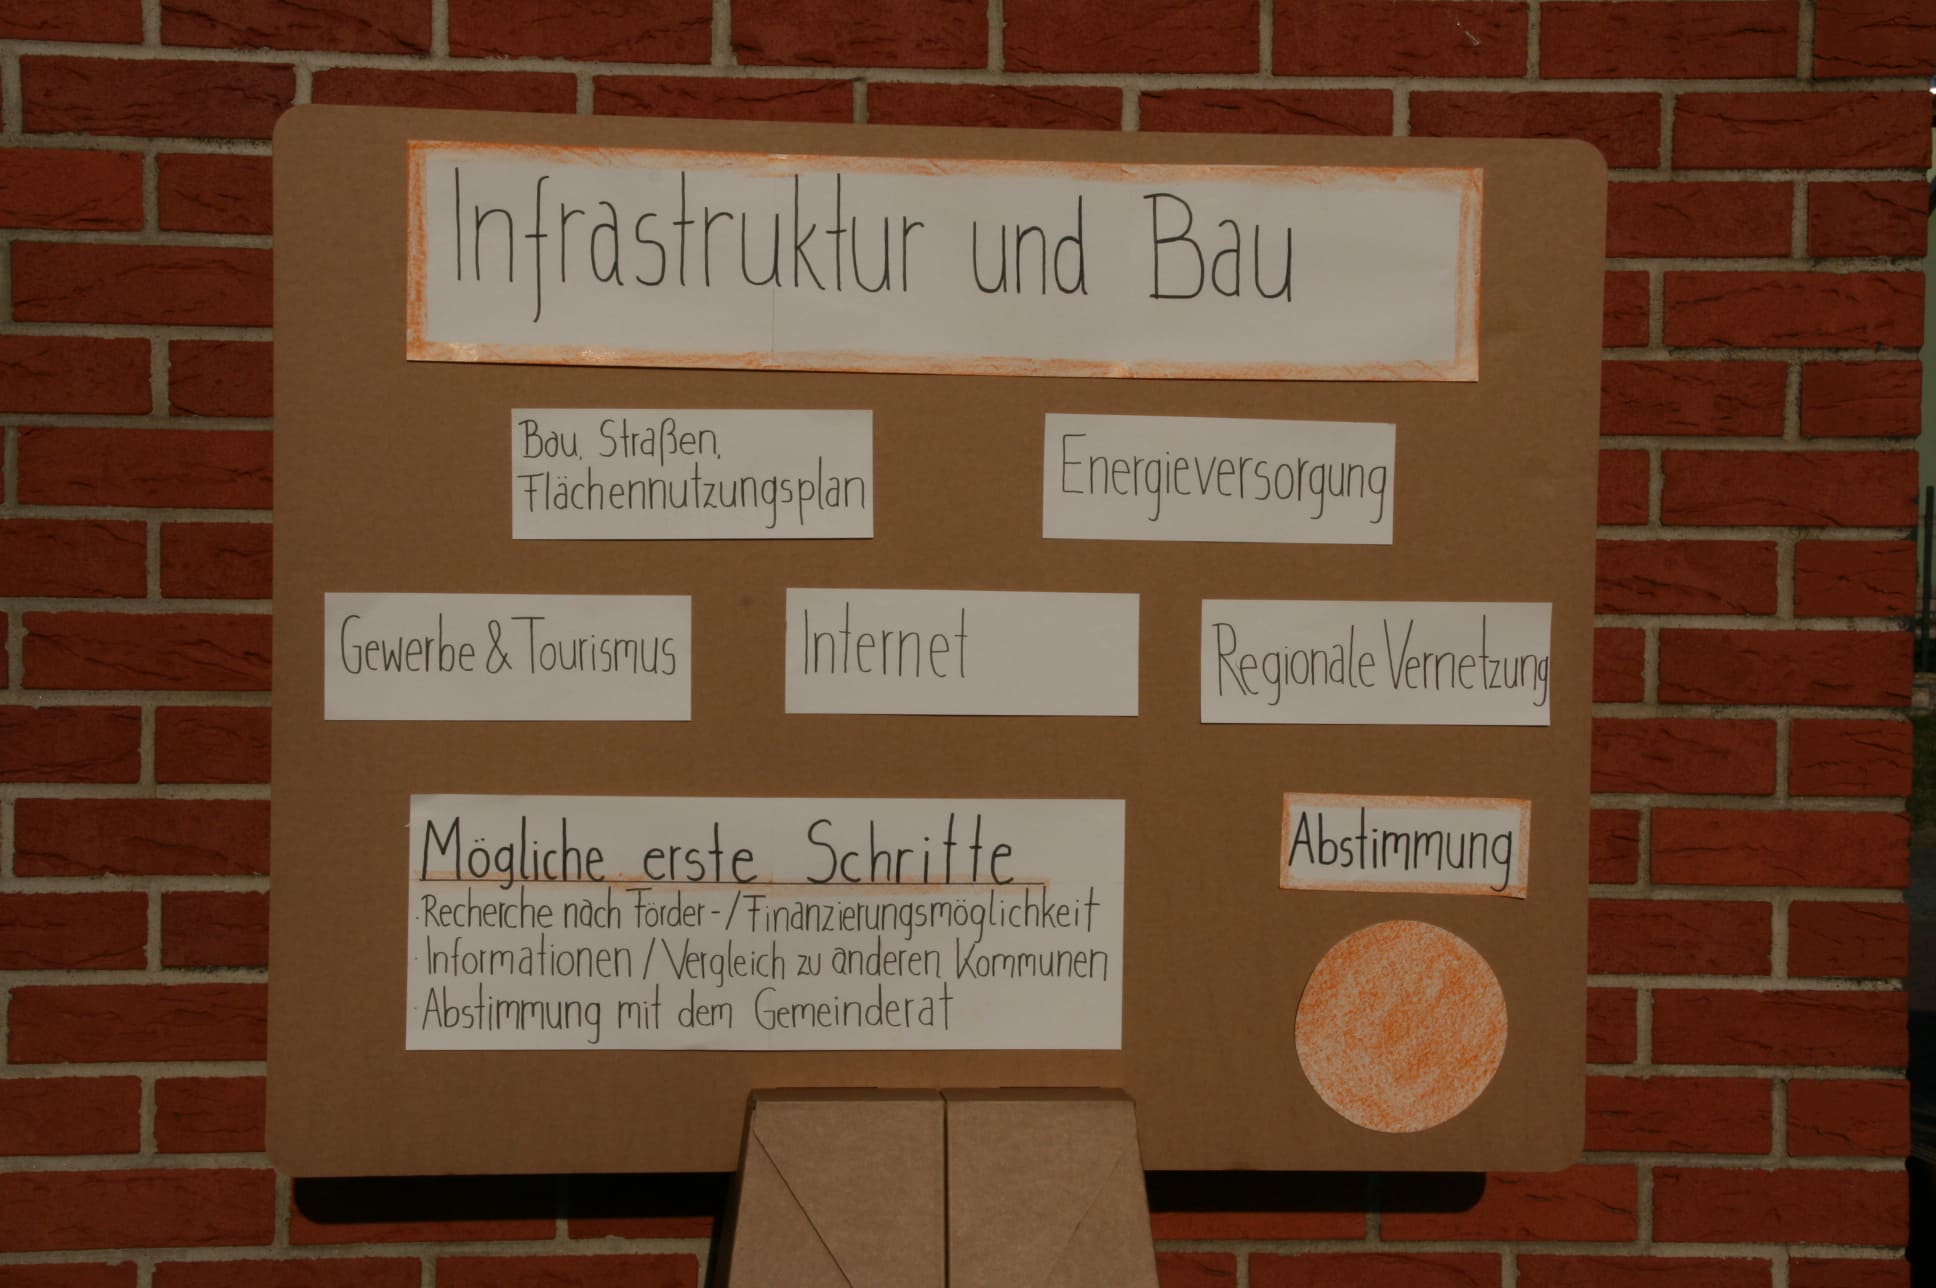 Infrastruktur und Bau
Bau, Straßen,
Flächennutzungsplan
Energieversorgung
Gewerbe & Tourismus
Internet
Regionale Vernetzung
Mögliche erste Schritte
· Recherche nach Förder-/Finanzierungsmöglichkeit
· Informationen/Vergleich zu anderen Kommunen
· Abstimmung mit dem Gemeinderat
Abstimmung